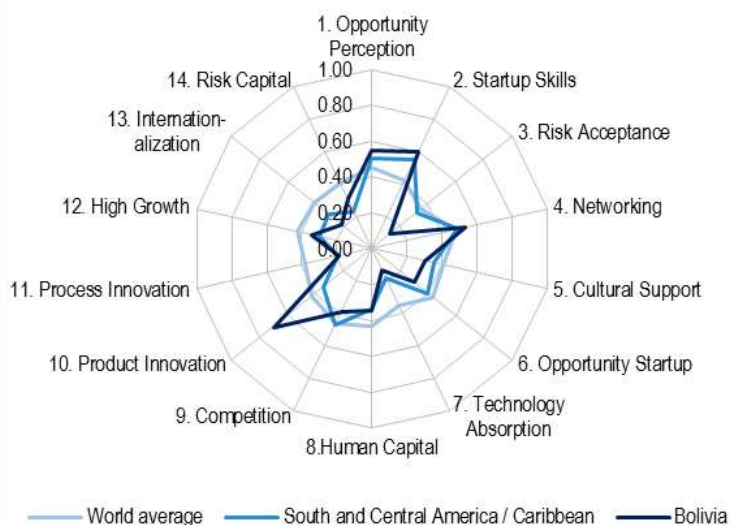 1. Opportunity
Perception
1.00
14. Risk Capital
2. Startup Skills
0.80
13. Internation-
alization
3. Risk Acceptance
0.60
0.40
12. High Growth
4. Networking
0.20
0.00
11. Process Innovation
5. Cultural Support
10. Product Innovation
6. Opportunity Startup
9. Competition
7. Technology
Absorption
8.Human Capital
World average
South and Central America / Caribbean
Bolivia